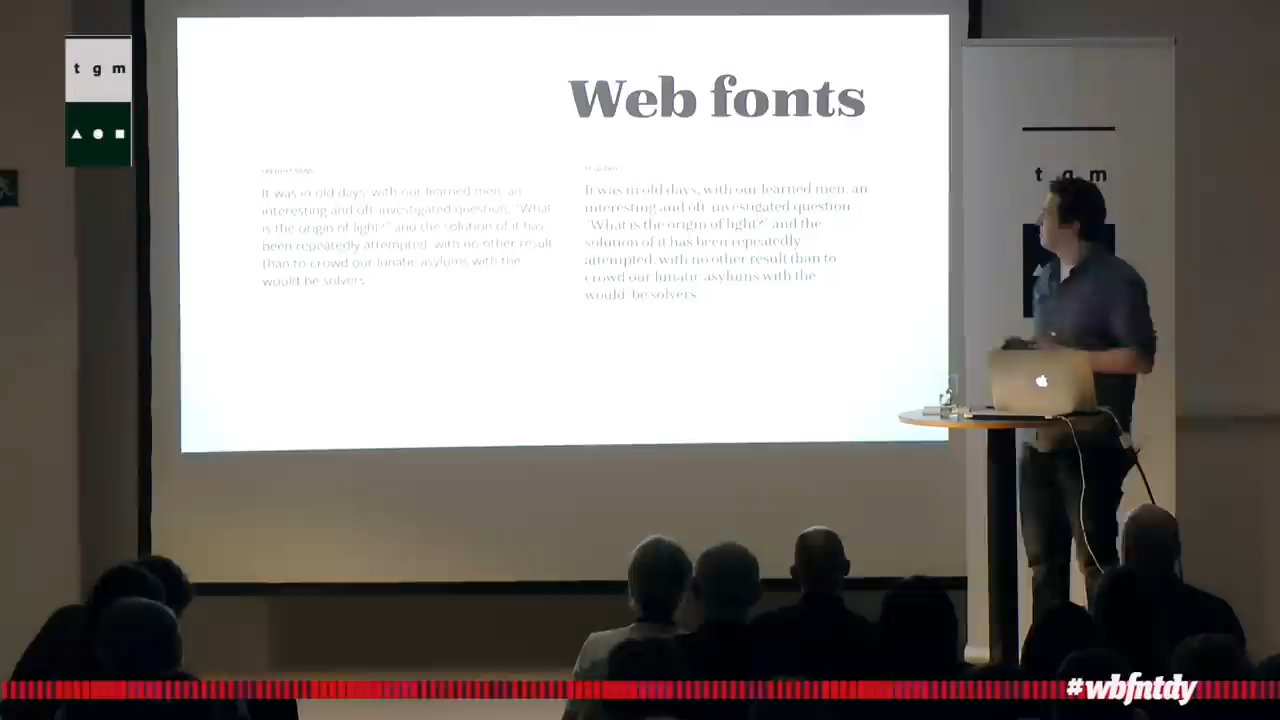 t g m
Web fonts
It was in old days, with our learned men, an
interesting and oft-investigated question, "What
is the origin of light?" and the solution of it has
been repeatedly attempted, with no other result
than to crowd our lunatic asylums with the
would-be solvers.
It was in old days, with our learned men, an
interesting and oft-investigated question,
"What is the origin of light?" and the
solution of it has been repeatedly
attempted, with no other result than to
crowd our lunatic asylums with the
would-be solvers.
t g m
#wbfntdy